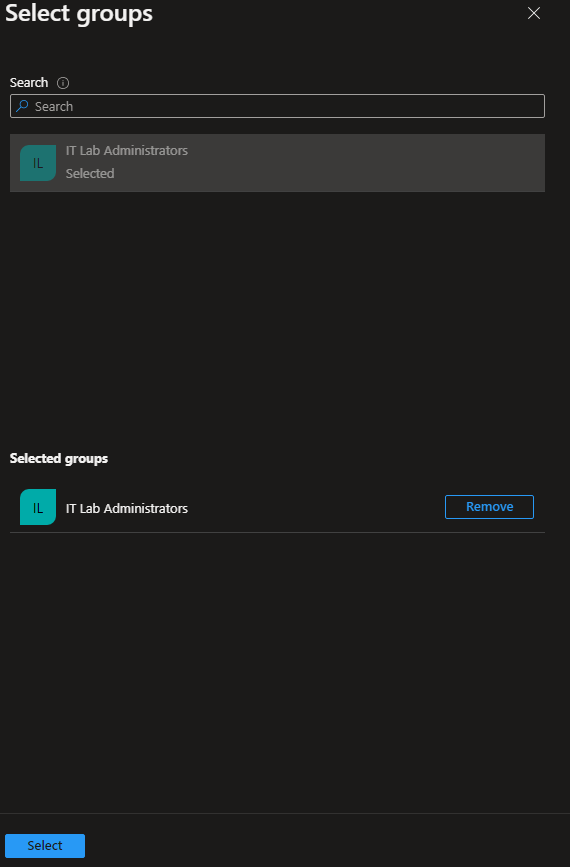 Select groups
Search
Search
IL
IT Lab Administrators
Selected
Selected groups
IL
IT Lab Administrators
Remove
Select